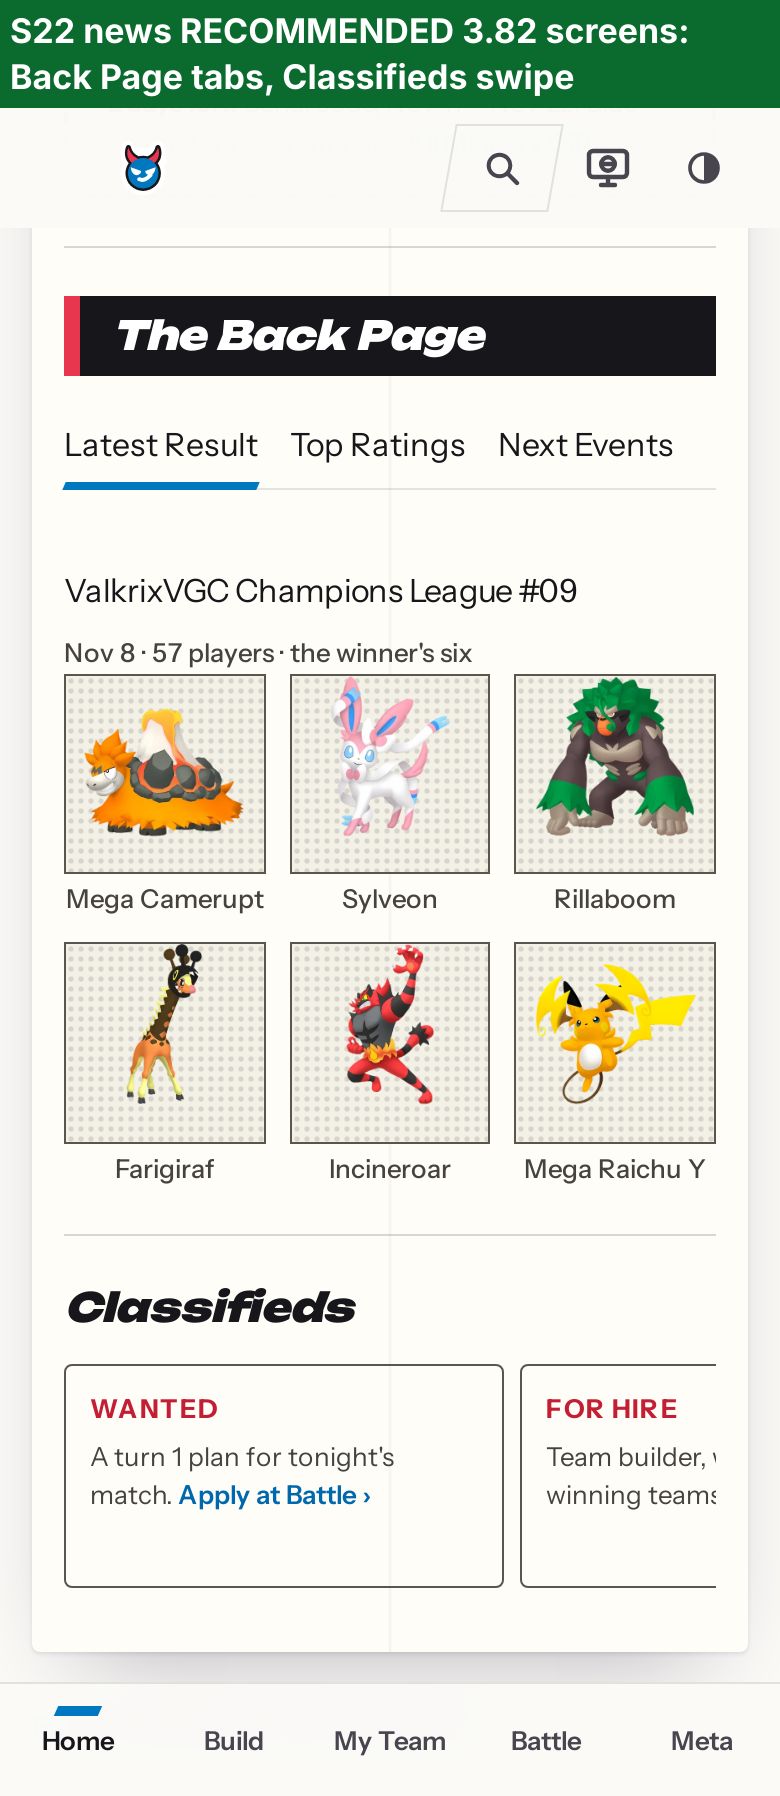 S22 news RECOMMENDED 3.82 screens:
Back Page tabs, Classifieds swipe
The Back Page
Latest Result Top Ratings Next Events
ValkrixVGC Champions League #09
Nov 8 · 57 players · the winner's six
Mega Camerupt Sylveon Rillaboom
Farigiraf Incineroar Mega Raichu Y
Classifieds
WANTED
A turn 1 plan for tonight's
match. Apply at Battle ›
FOR HIRE
Team builder,
winning teams
Home Build My Team Battle Meta